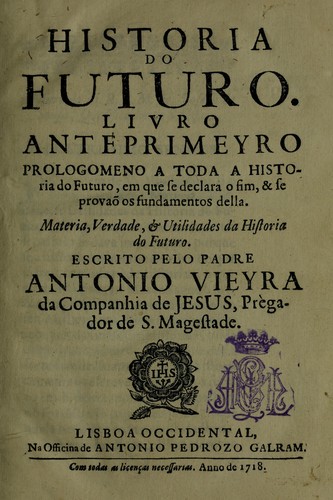 HISTORIA
DO
FUTURO.
LIVRO
ANTEPRIMEYRO
PROLOGOMENO A TODA A HISTO-
ria do Futuro, em que ſe declara o fim, & ſe
provaõ os fundamentos della.
Materia, Verdade, & Utilidades da Hiſtoria
do Futuro.
ESCRITO PELO PADRE
ANTONIO VIEYRA
da Companhia de JESUS, Prègador
de S. Mageſtade.
IHS
LISBOA OCCIDENTAL,
Na Officina de ANTONIO PEDROZO GALRAM.
Com todas as licenças neceſſarias. Anno de 1718.